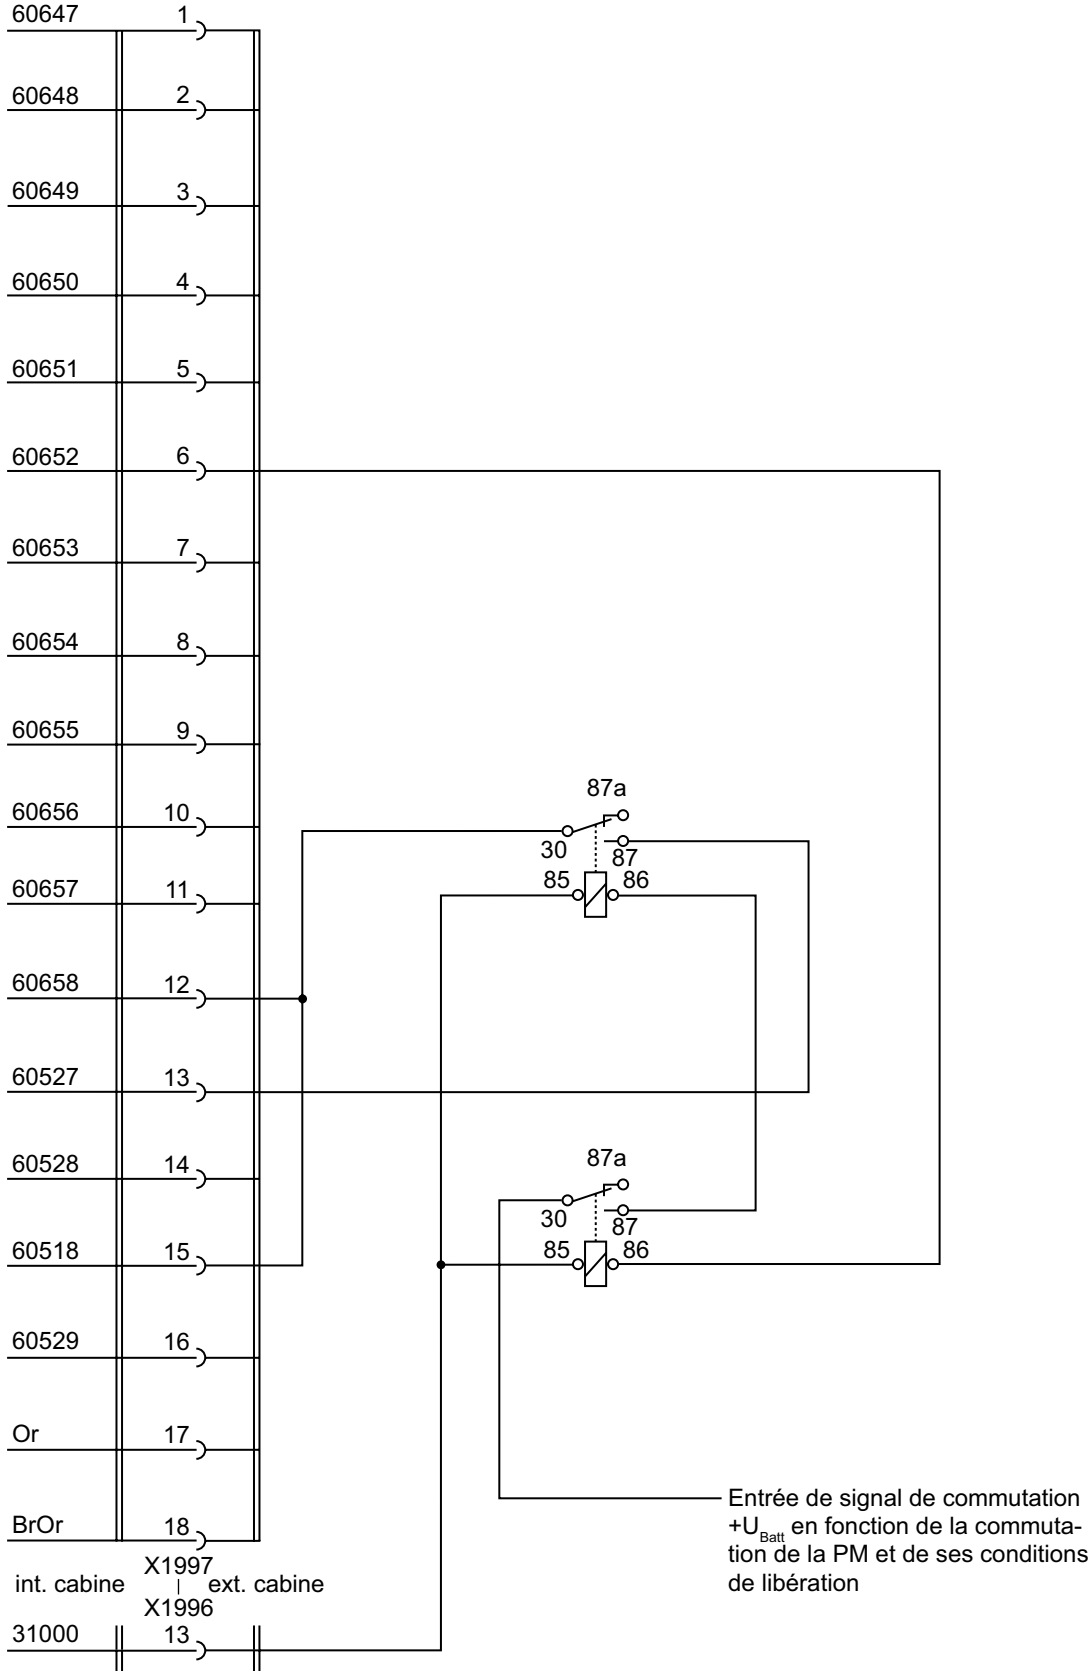 60647 1
60648 2
60649 3
60650 4
60651 5
60652 6
60653 7
60654 8
60655 9
87a
60656 10
30 87
85 86
60657 11
60658 12
60527 13
87a
60528 14
30 87
85 86
60518 15
60529 16
Or 17
Entrée de signal de commutation
+UBatt en fonction de la commuta-
tion de la PM et de ses conditions
de libération
BrOr 18
X1997
int. cabine | ext. cabine
X1996
31000 13